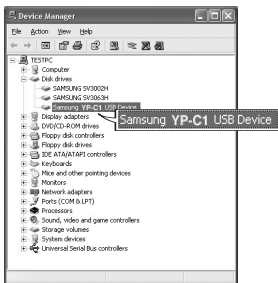 Device Manager
File Action View Help
TESTPC
Computer
Disk drives
SAMSUNG SV3002H
SAMSUNG SV3063H
Samsung YP-C1 USB Device
Samsung YP-C1 USB Device
Display adapters
DVD/CD-ROM drives
Floppy disk controllers
Floppy disk drives
IDE ATA/ATAPI controllers
Keyboards
Mice and other pointing devices
Monitors
Network adapters
Ports (COM & LPT)
Processors
Sound, video and game controllers
Storage volumes
System devices
Universal Serial Bus controllers